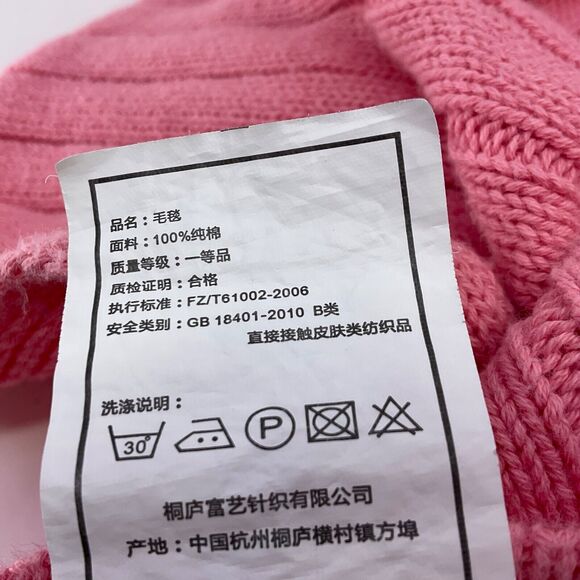 品名：毛毯
面料：100%纯棉
质量等级：一等品
质检证明：合格
执行标准：FZ/T61002-2006
安全类别：GB 18401-2010 B类
直接接触皮肤类纺织品
洗涤说明：
30° P
桐庐富艺针织有限公司
产地：中国杭州桐庐横村镇方埠